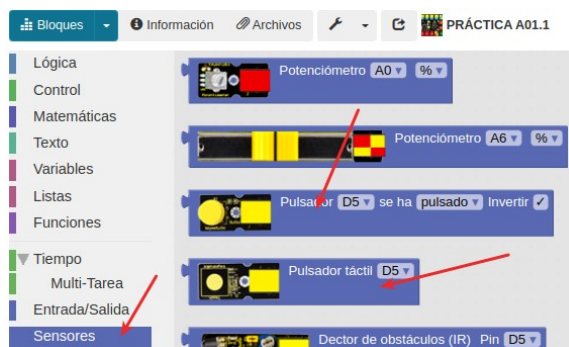 Bloques Información Archivos PRÁCTICA A01.1
Lógica
Control
Matemáticas
Texto
Variables
Listas
Funciones
Tiempo
Multi-Tarea
Entrada/Salida
Sensores
Potenciómetro A0 %
Potenciómetro A6 %
Pulsador D5 se ha pulsado Invertir
Pulsador táctil D5
Dector de obstáculos (IR) Pin D5